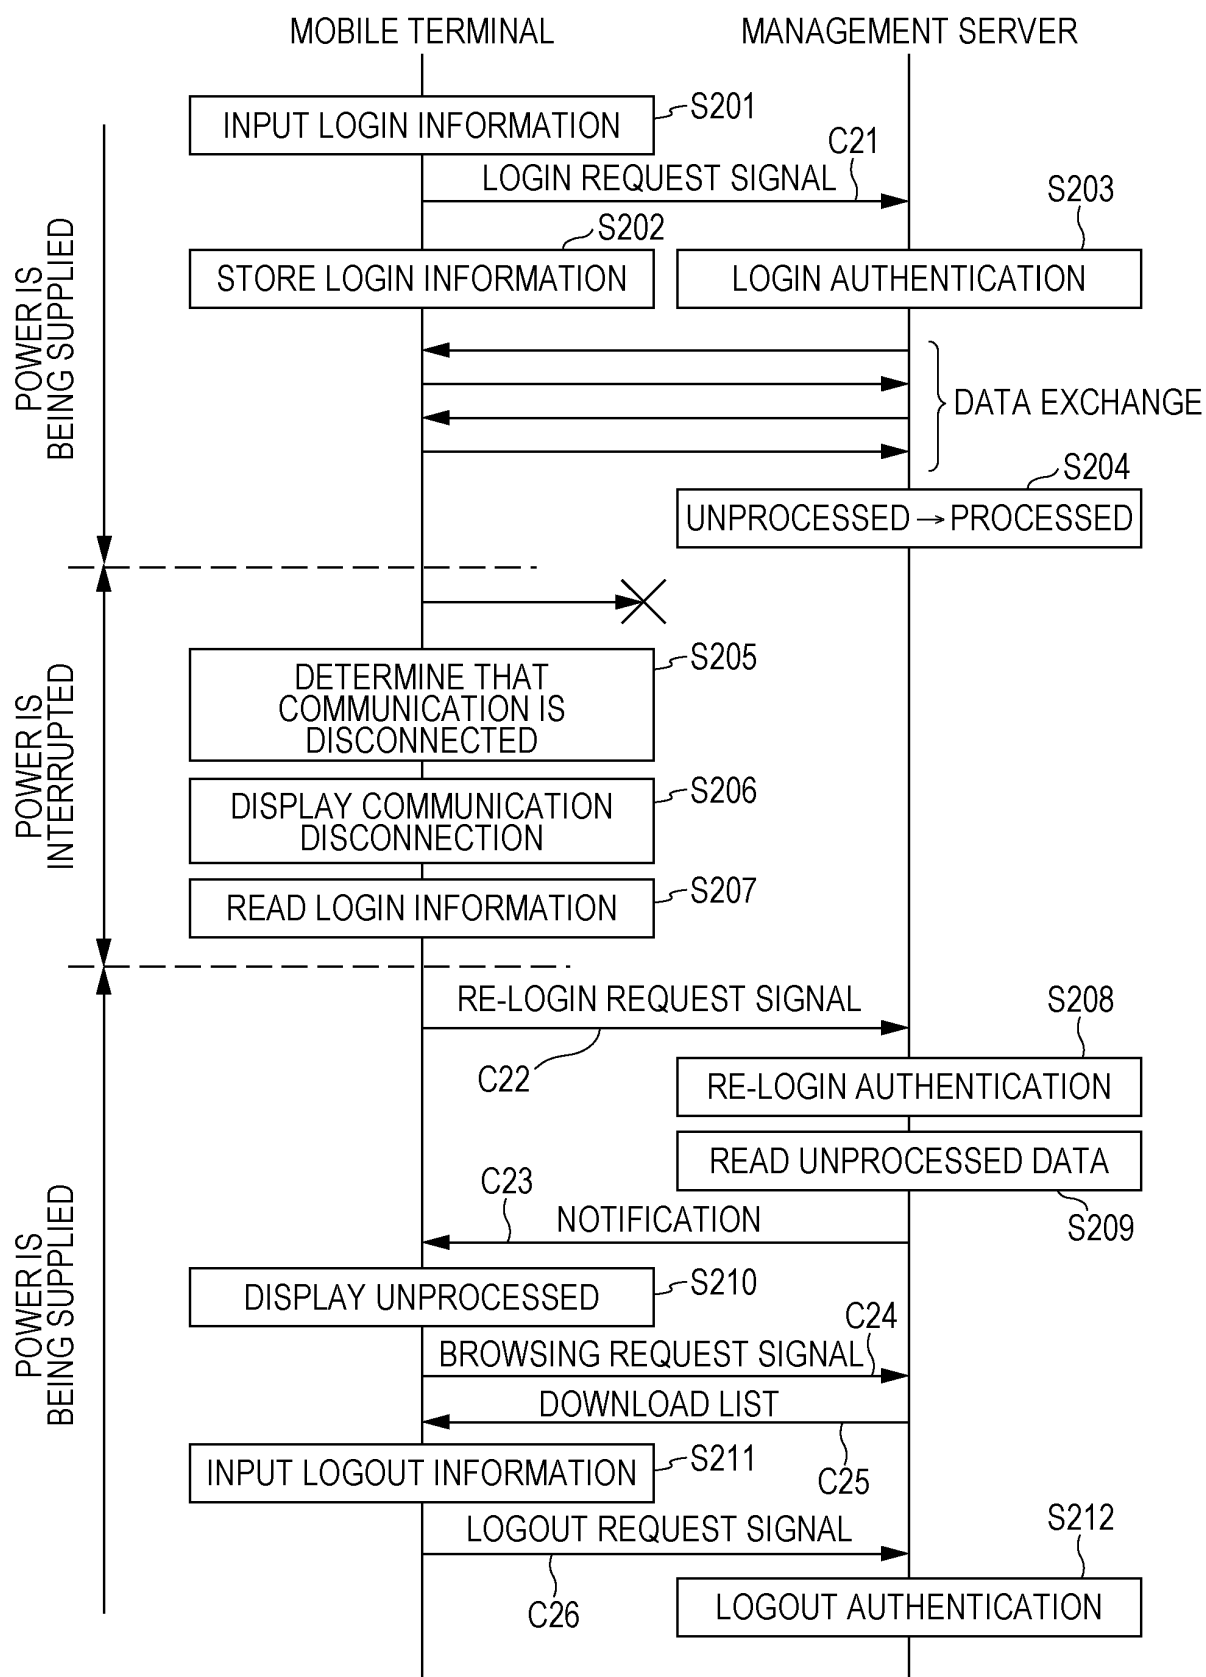 MOBILE TERMINAL
MANAGEMENT SERVER
INPUT LOGIN INFORMATION
S201
C21
LOGIN REQUEST SIGNAL
S203
S202
STORE LOGIN INFORMATION
LOGIN AUTHENTICATION
POWER IS
BEING SUPPLIED
DATA EXCHANGE
S204
UNPROCESSED → PROCESSED
POWER IS
INTERRUPTED
S205
DETERMINE THAT
COMMUNICATION IS
DISCONNECTED
S206
DISPLAY COMMUNICATION
DISCONNECTION
S207
READ LOGIN INFORMATION
RE-LOGIN REQUEST SIGNAL
C22
S208
RE-LOGIN AUTHENTICATION
READ UNPROCESSED DATA
S209
C23
NOTIFICATION
POWER IS
BEING SUPPLIED
DISPLAY UNPROCESSED
S210
C24
BROWSING REQUEST SIGNAL
DOWNLOAD LIST
C25
INPUT LOGOUT INFORMATION
S211
LOGOUT REQUEST SIGNAL
C26
S212
LOGOUT AUTHENTICATION